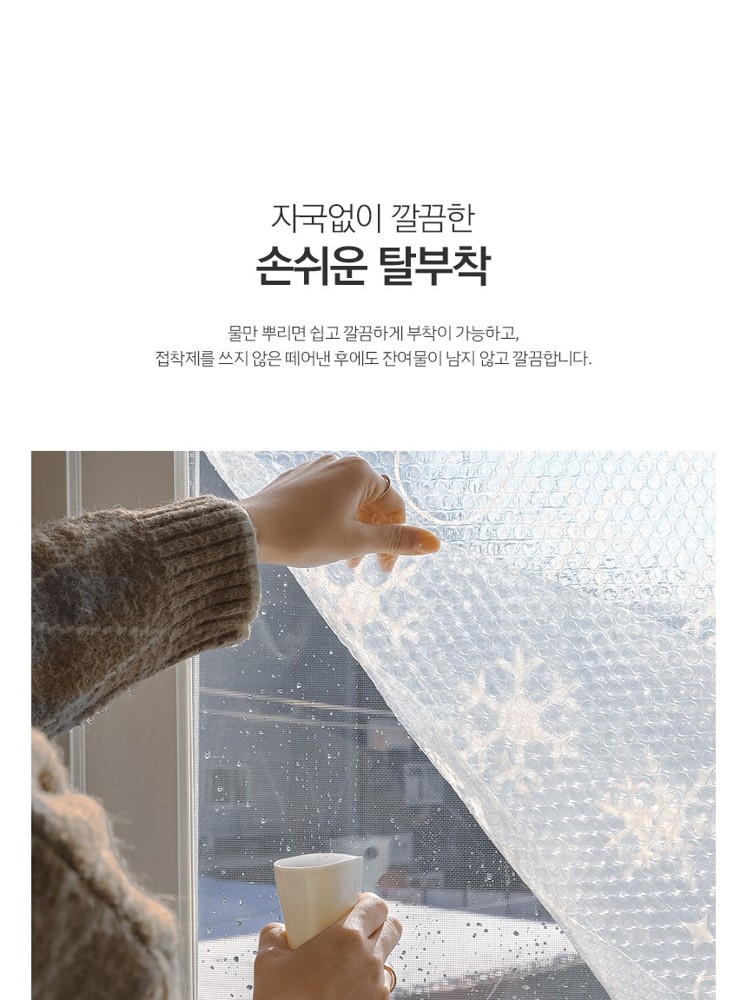 자국없이 깔끔한
손쉬운 탈부착
물만 뿌리면 쉽고 깔끔하게 부착이 가능하고,
접착제를 쓰지 않은 떼어낸 후에도 잔여물이 남지 않고 깔끔합니다.